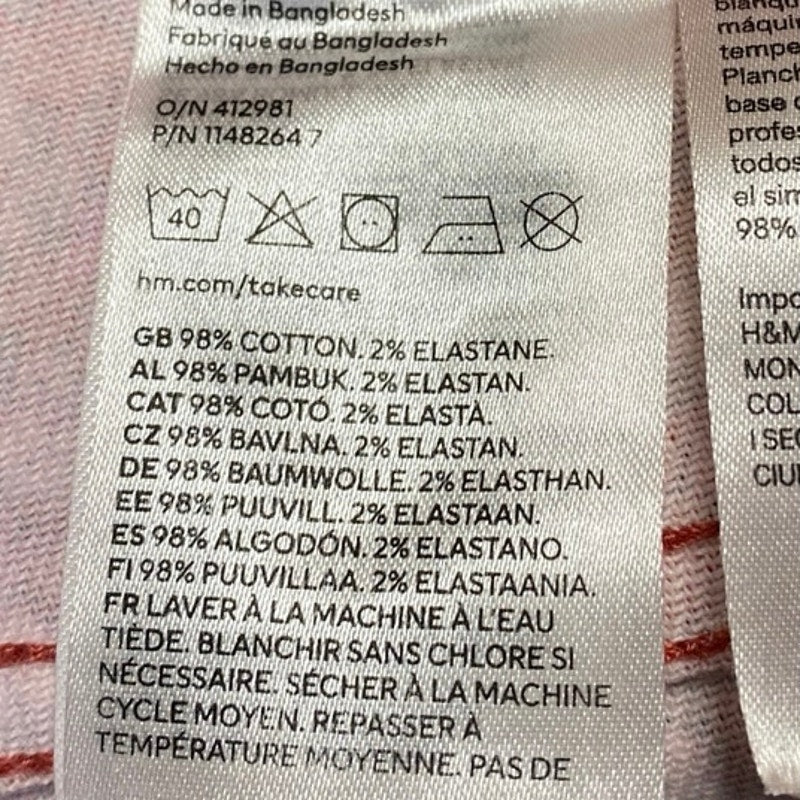 Made in Bangladesh
Fabriqué au Bangladesh
Hecho en Bangladesh
O/N 412981
P/N 1148264 7
40
hm.com/takecare
GB 98% COTTON. 2% ELASTANE.
AL 98% PAMBUK. 2% ELASTAN.
CAT 98% COTÓ. 2% ELASTÀ.
CZ 98% BAVLNA. 2% ELASTAN.
DE 98% BAUMWOLLE. 2% ELASTHAN.
EE 98% PUUVILL. 2% ELASTAAN.
ES 98% ALGODÓN. 2% ELASTANO.
FI 98% PUUVILLAA. 2% ELASTAANIA.
FR LAVER À LA MACHINE À L'EAU
TIÈDE. BLANCHIR SANS CHLORE SI
NÉCESSAIRE. SÉCHER À LA MACHINE
CYCLE MOYEN. REPASSER À
TEMPÉRATURE MOYENNE. PAS DE
máquin
tempe
Planch
base d
profes
todos
el sim
98%
Impo
H&M
MON
COL
I SEC
CIU